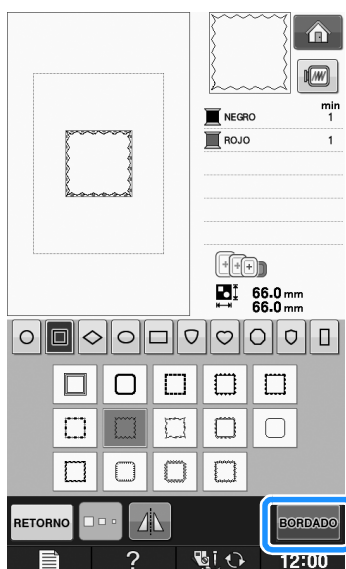 min
NEGRO 1
ROJO 1
66.0 mm
66.0 mm
RETORNO
BORDADO
?
12:00